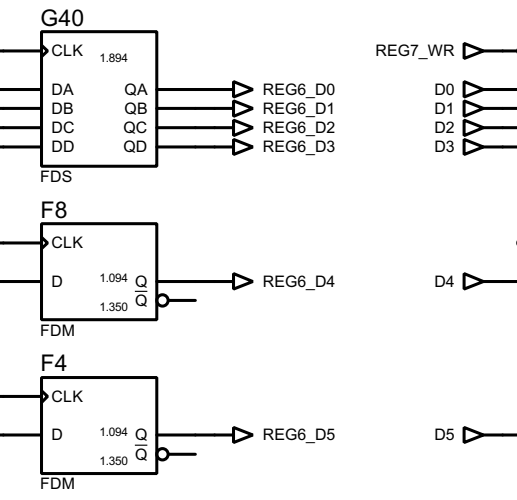 G40
CLK 1.894
DA QA REG6_D0
DB QB REG6_D1
DC QC REG6_D2
DD QD REG6_D3
FDS
F8
CLK
D 1.094 Q REG6_D4
1.350 Q
FDM
F4
CLK
D 1.094 Q REG6_D5
1.350 Q
FDM
REG7_WR
D0
D1
D2
D3
D4
D5